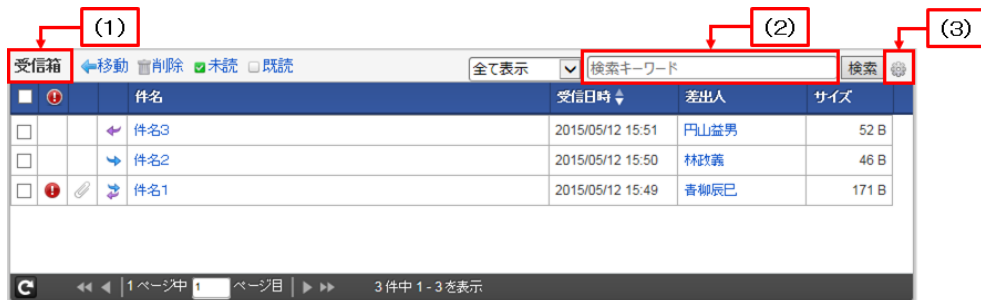 (1) (2) (3)
受信箱 移動 削除 未読 既読 全て表示 検索キーワード 検索
件名 受信日時 差出人 サイズ
件名3 2015/05/12 15:51 円山益男 52 B
件名2 2015/05/12 15:50 林政義 46 B
件名1 2015/05/12 15:49 青柳辰巳 171 B
1 ページ中 1 ページ目 3 件中 1 - 3 を表示